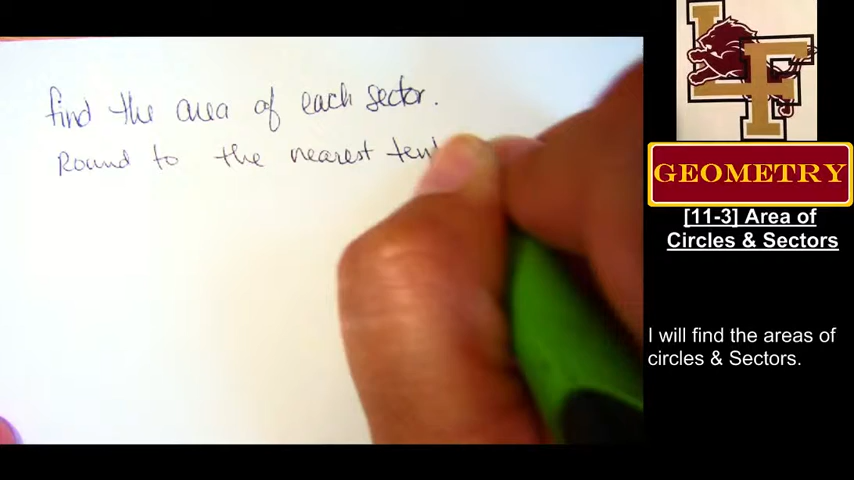 find the area of each sector.
Round to the nearest
LF
GEOMETRY
[11-3] Area of
Circles & Sectors
I will find the areas of
circles & Sectors.